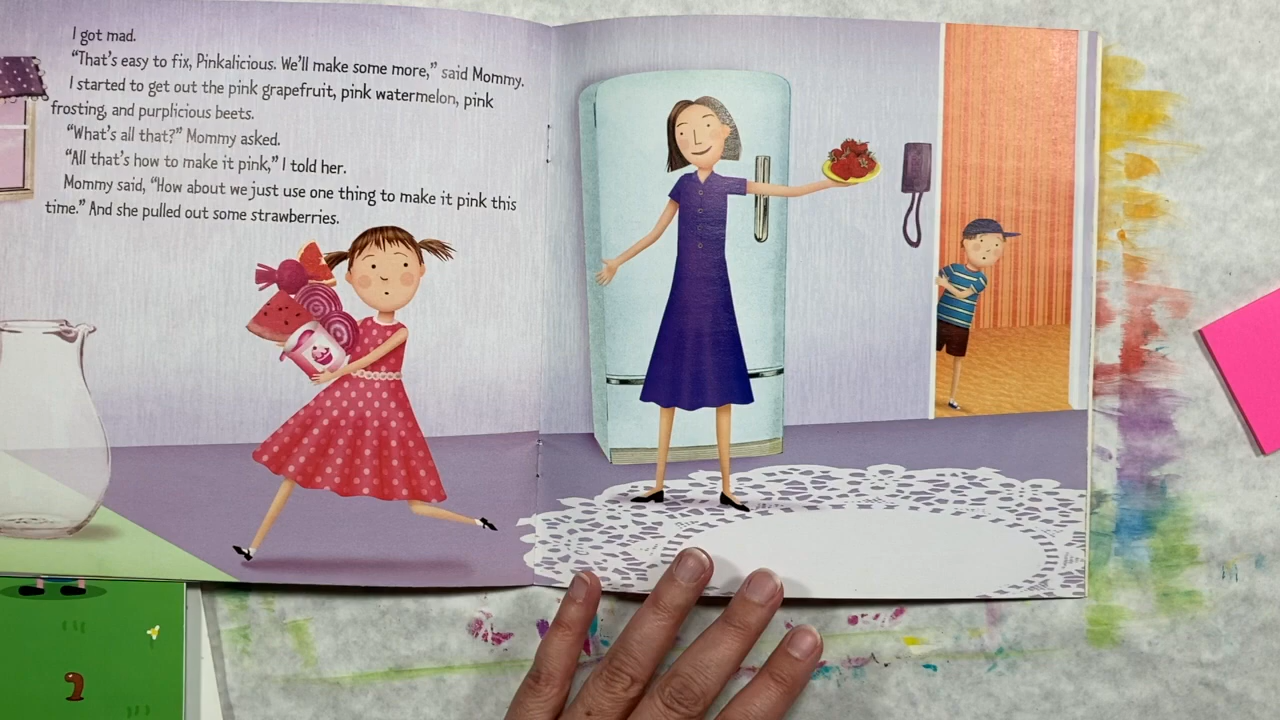 I got mad.
“That’s easy to fix, Pinkalicious. We’ll make some more,” said Mommy.
I started to get out the pink grapefruit, pink watermelon, pink
frosting, and purplicious beets.
“What’s all that?” Mommy asked.
“All that’s how to make it pink,” I told her.
Mommy said, “How about we just use one thing to make it pink this
time.” And she pulled out some strawberries.